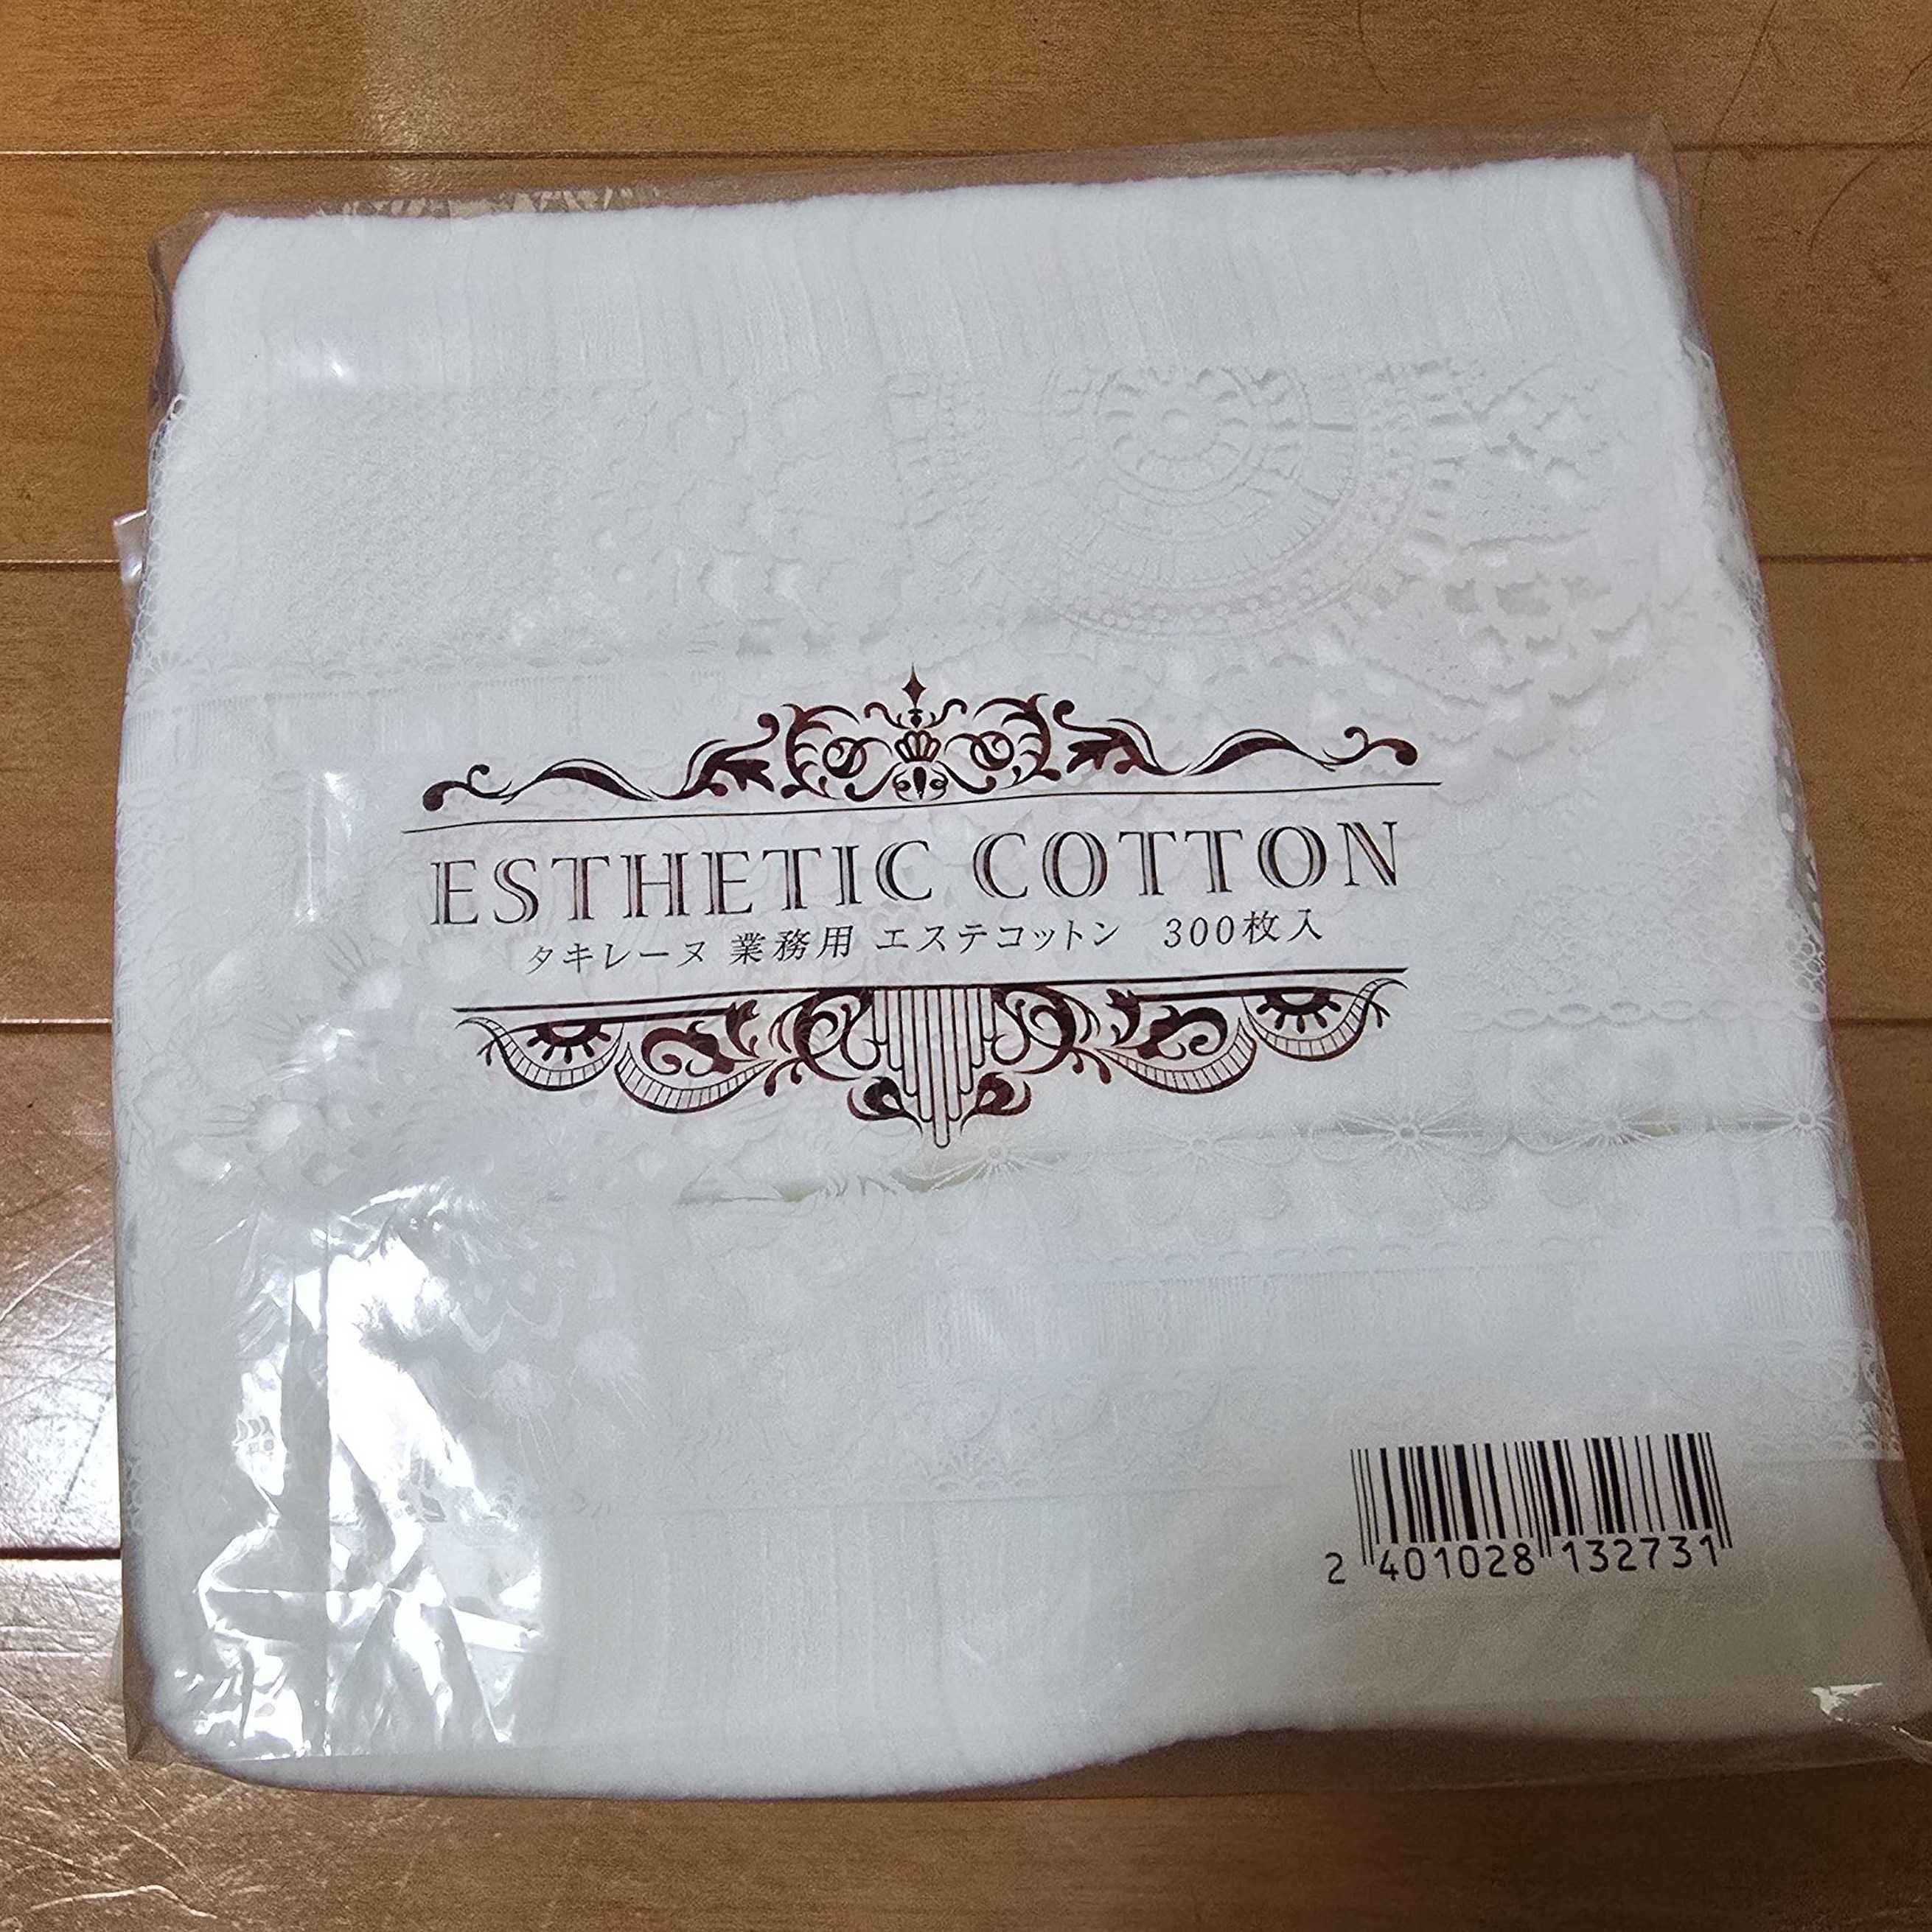 ESTHETIC COTTON
タキレーヌ 業務用 エステコットン 300枚入
2 401028 132731